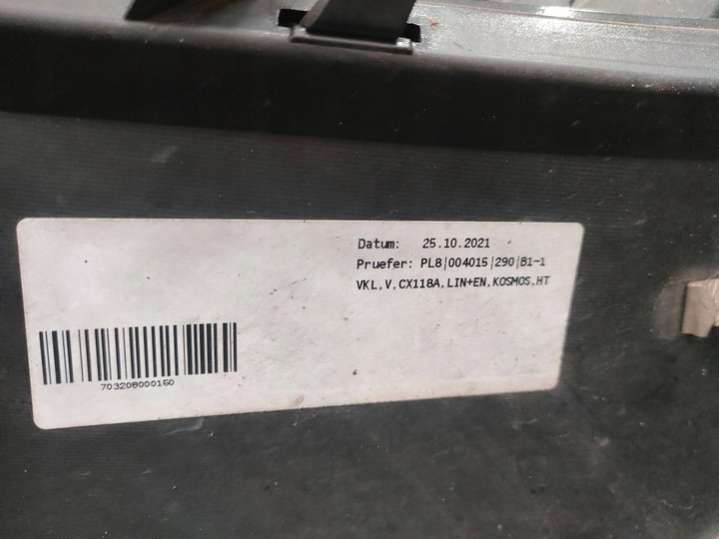 Datum: 25.10.2021
Pruefer: PL8|004015|290|B1-1
VKL.V.CX118A.LIN+EN.KOSMOS.HT
703208000160